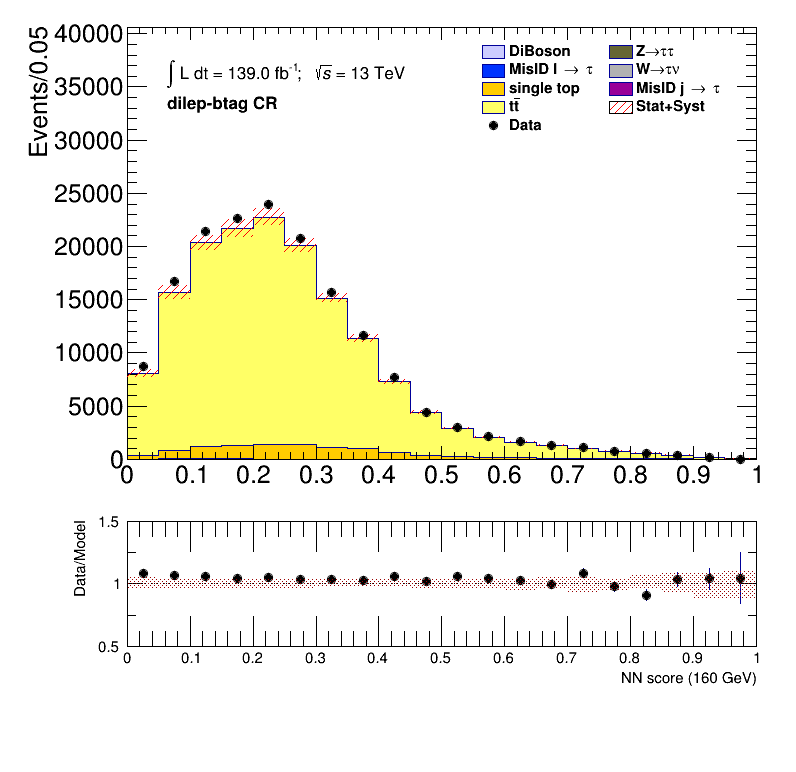 Events/0.05
40000
35000
30000
25000
20000
15000
10000
5000
0
∫ L dt = 139.0 fb⁻¹; √s = 13 TeV
dilep-btag CR
DiBoson
MisID l → τ
single top
tt̄
Data
Z→ττ
W→τν
MisID j → τ
Stat+Syst
0 0.1 0.2 0.3 0.4 0.5 0.6 0.7 0.8 0.9 1
Data/Model
1.5
1
0.5
0 0.1 0.2 0.3 0.4 0.5 0.6 0.7 0.8 0.9 1
NN score (160 GeV)